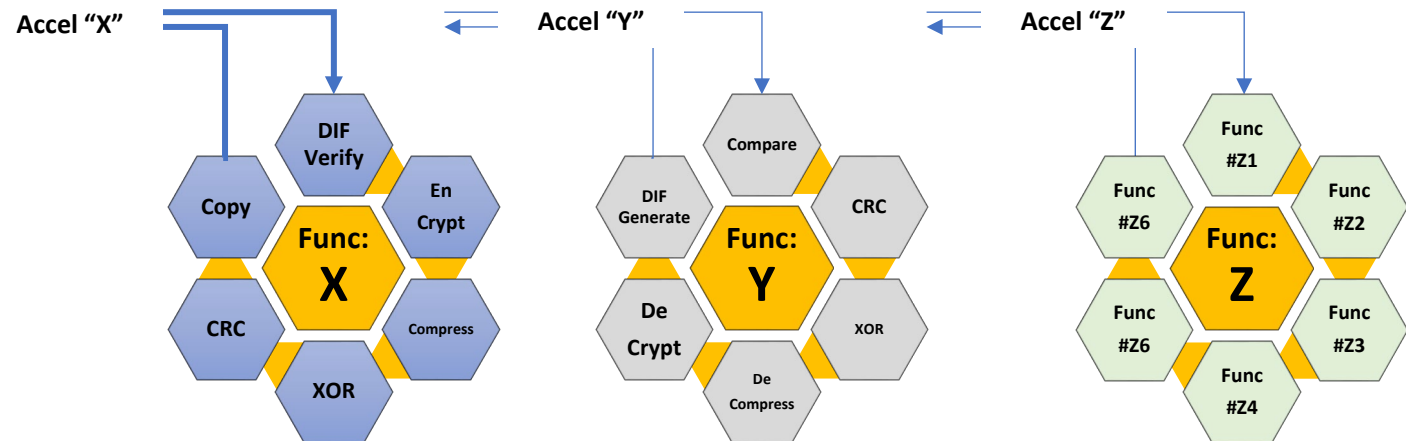 Accel “X”
Accel “Y”
Accel “Z”
DIF
Verify
En
Crypt
Compress
XOR
CRC
Copy
Func:
X
Compare
CRC
XOR
De
Compress
De
Crypt
DIF
Generate
Func:
Y
Func
#Z1
Func
#Z2
Func
#Z3
Func
#Z4
Func
#Z6
Func
#Z6
Func:
Z